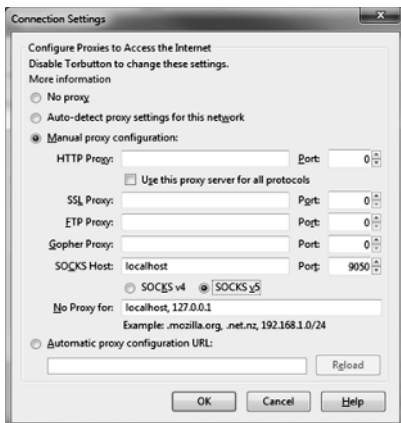 Connection Settings
Configure Proxies to Access the Internet
Disable Torbutton to change these settings.
More information
No proxy
Auto-detect proxy settings for this network
Manual proxy configuration:
HTTP Proxy: Port: 0
Use this proxy server for all protocols
SSL Proxy: Port: 0
FTP Proxy: Port: 0
Gopher Proxy: Port: 0
SOCKS Host: localhost Port: 9050
SOCKS v4 SOCKS v5
No Proxy for: localhost, 127.0.0.1
Example: .mozilla.org, .net.nz, 192.168.1.0/24
Automatic proxy configuration URL:
Reload
OK Cancel Help